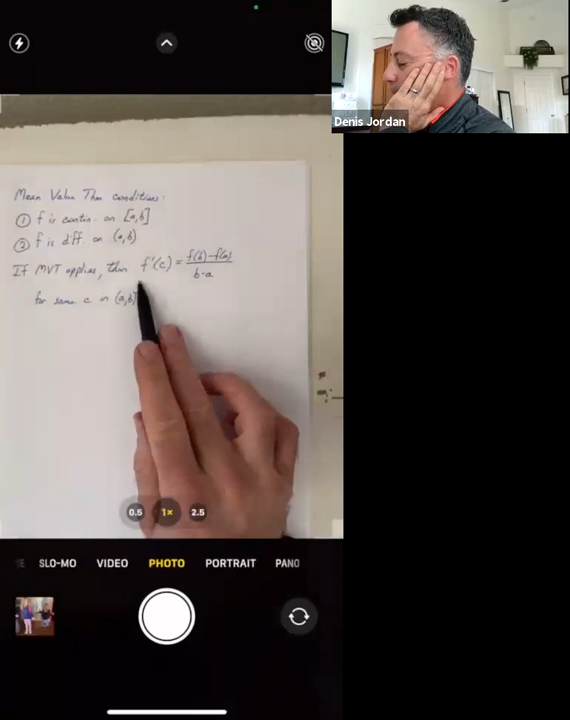 Denis Jordan
Mean Value Thm conditions:
① f is contin. on [a,b]
② f is diff. on (a,b)
If MVT applies, then f'(c) = f(b)-f(a) / b-a
for some c in (a,b)
0.5 1× 2.5
SLO-MO VIDEO PHOTO PORTRAIT PANO